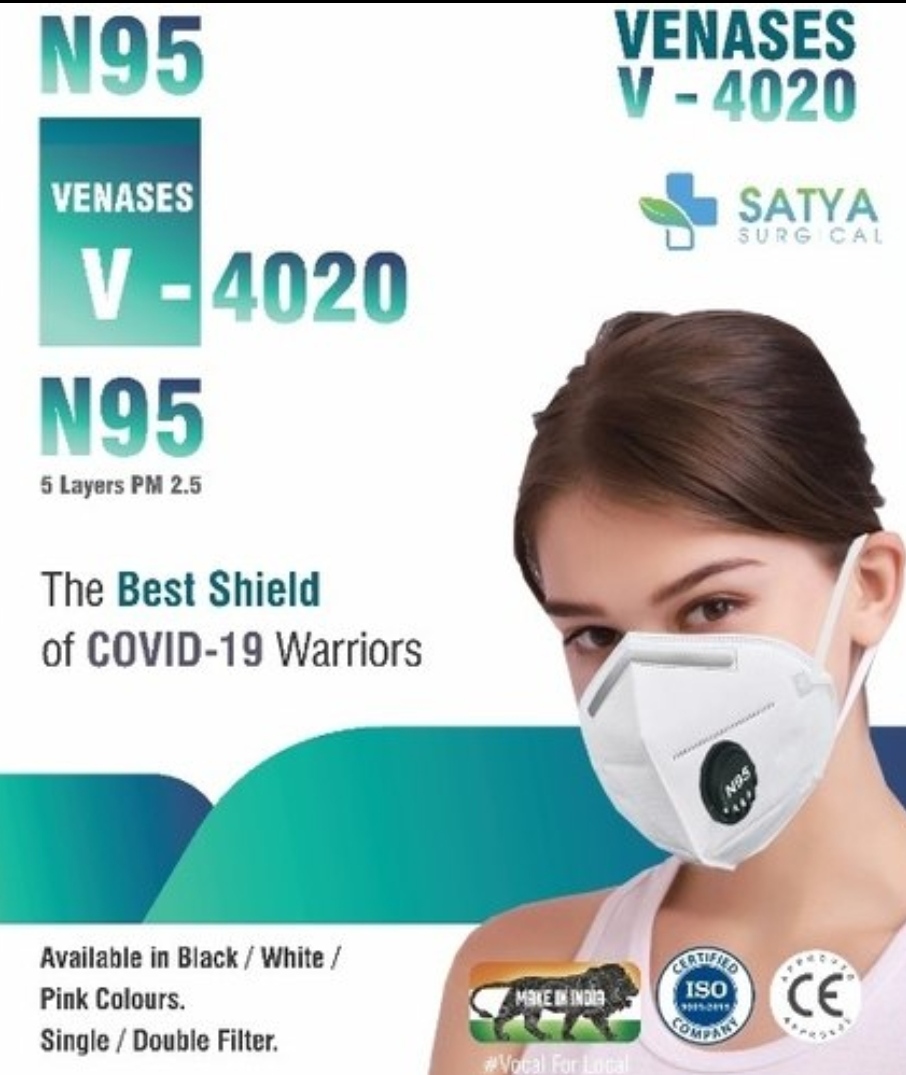 N95
VENASES
V - 4020
SATYA
SURGICAL
VENASES
V - 4020
N95
5 Layers PM 2.5
The Best Shield
of COVID-19 Warriors
N95
Available in Black / White /
Pink Colours.
Single / Double Filter.
MAKE IN INDIA
#Vocal For Local
CERTIFIED
ISO
COMPANY
APPROVED
CE
APPROVED